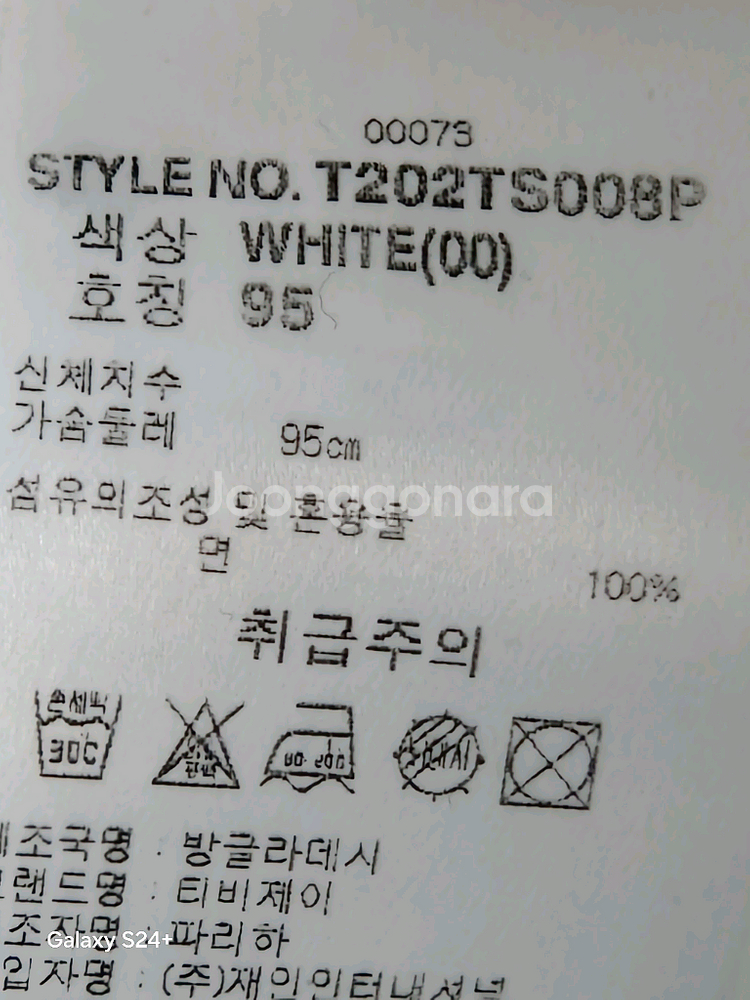 00073
STYLE NO. T202TS008P
색상 WHITE(00)
호칭 95
신체치수
가슴둘레 95cm
섬유의조성 및 혼용율
Joonggonara
면 100%
취급주의
손세탁
30C
제조국명 : 방글라데시
브랜드명 : 티비제이
조자명 : 파리하
Galaxy S24+
입자명 : (주)재인인터내셔널